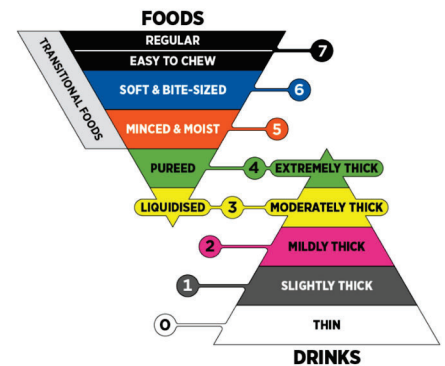 FOODS
TRANSITIONAL FOODS
REGULAR
7
EASY TO CHEW
SOFT & BITE-SIZED 6
MINCED & MOIST 5
PUREED 4 EXTREMELY THICK
LIQUIDISED 3 MODERATELY THICK
2 MILDLY THICK
1 SLIGHTLY THICK
0 THIN
DRINKS